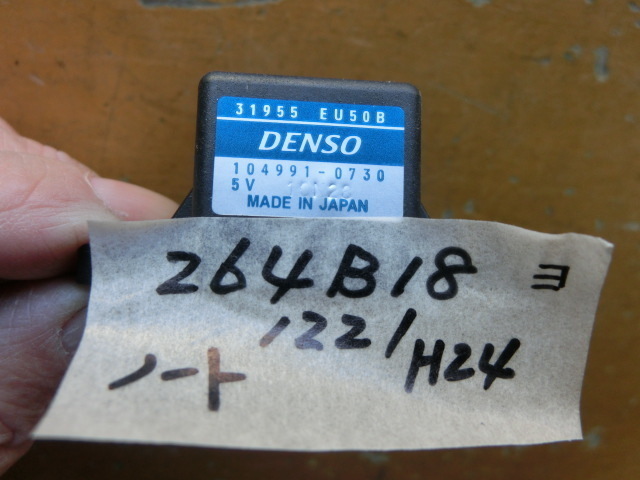 31955 EU50B
DENSO
104991-0730
5V
MADE IN JAPAN
264B18 ヨ
1221
ノート H24